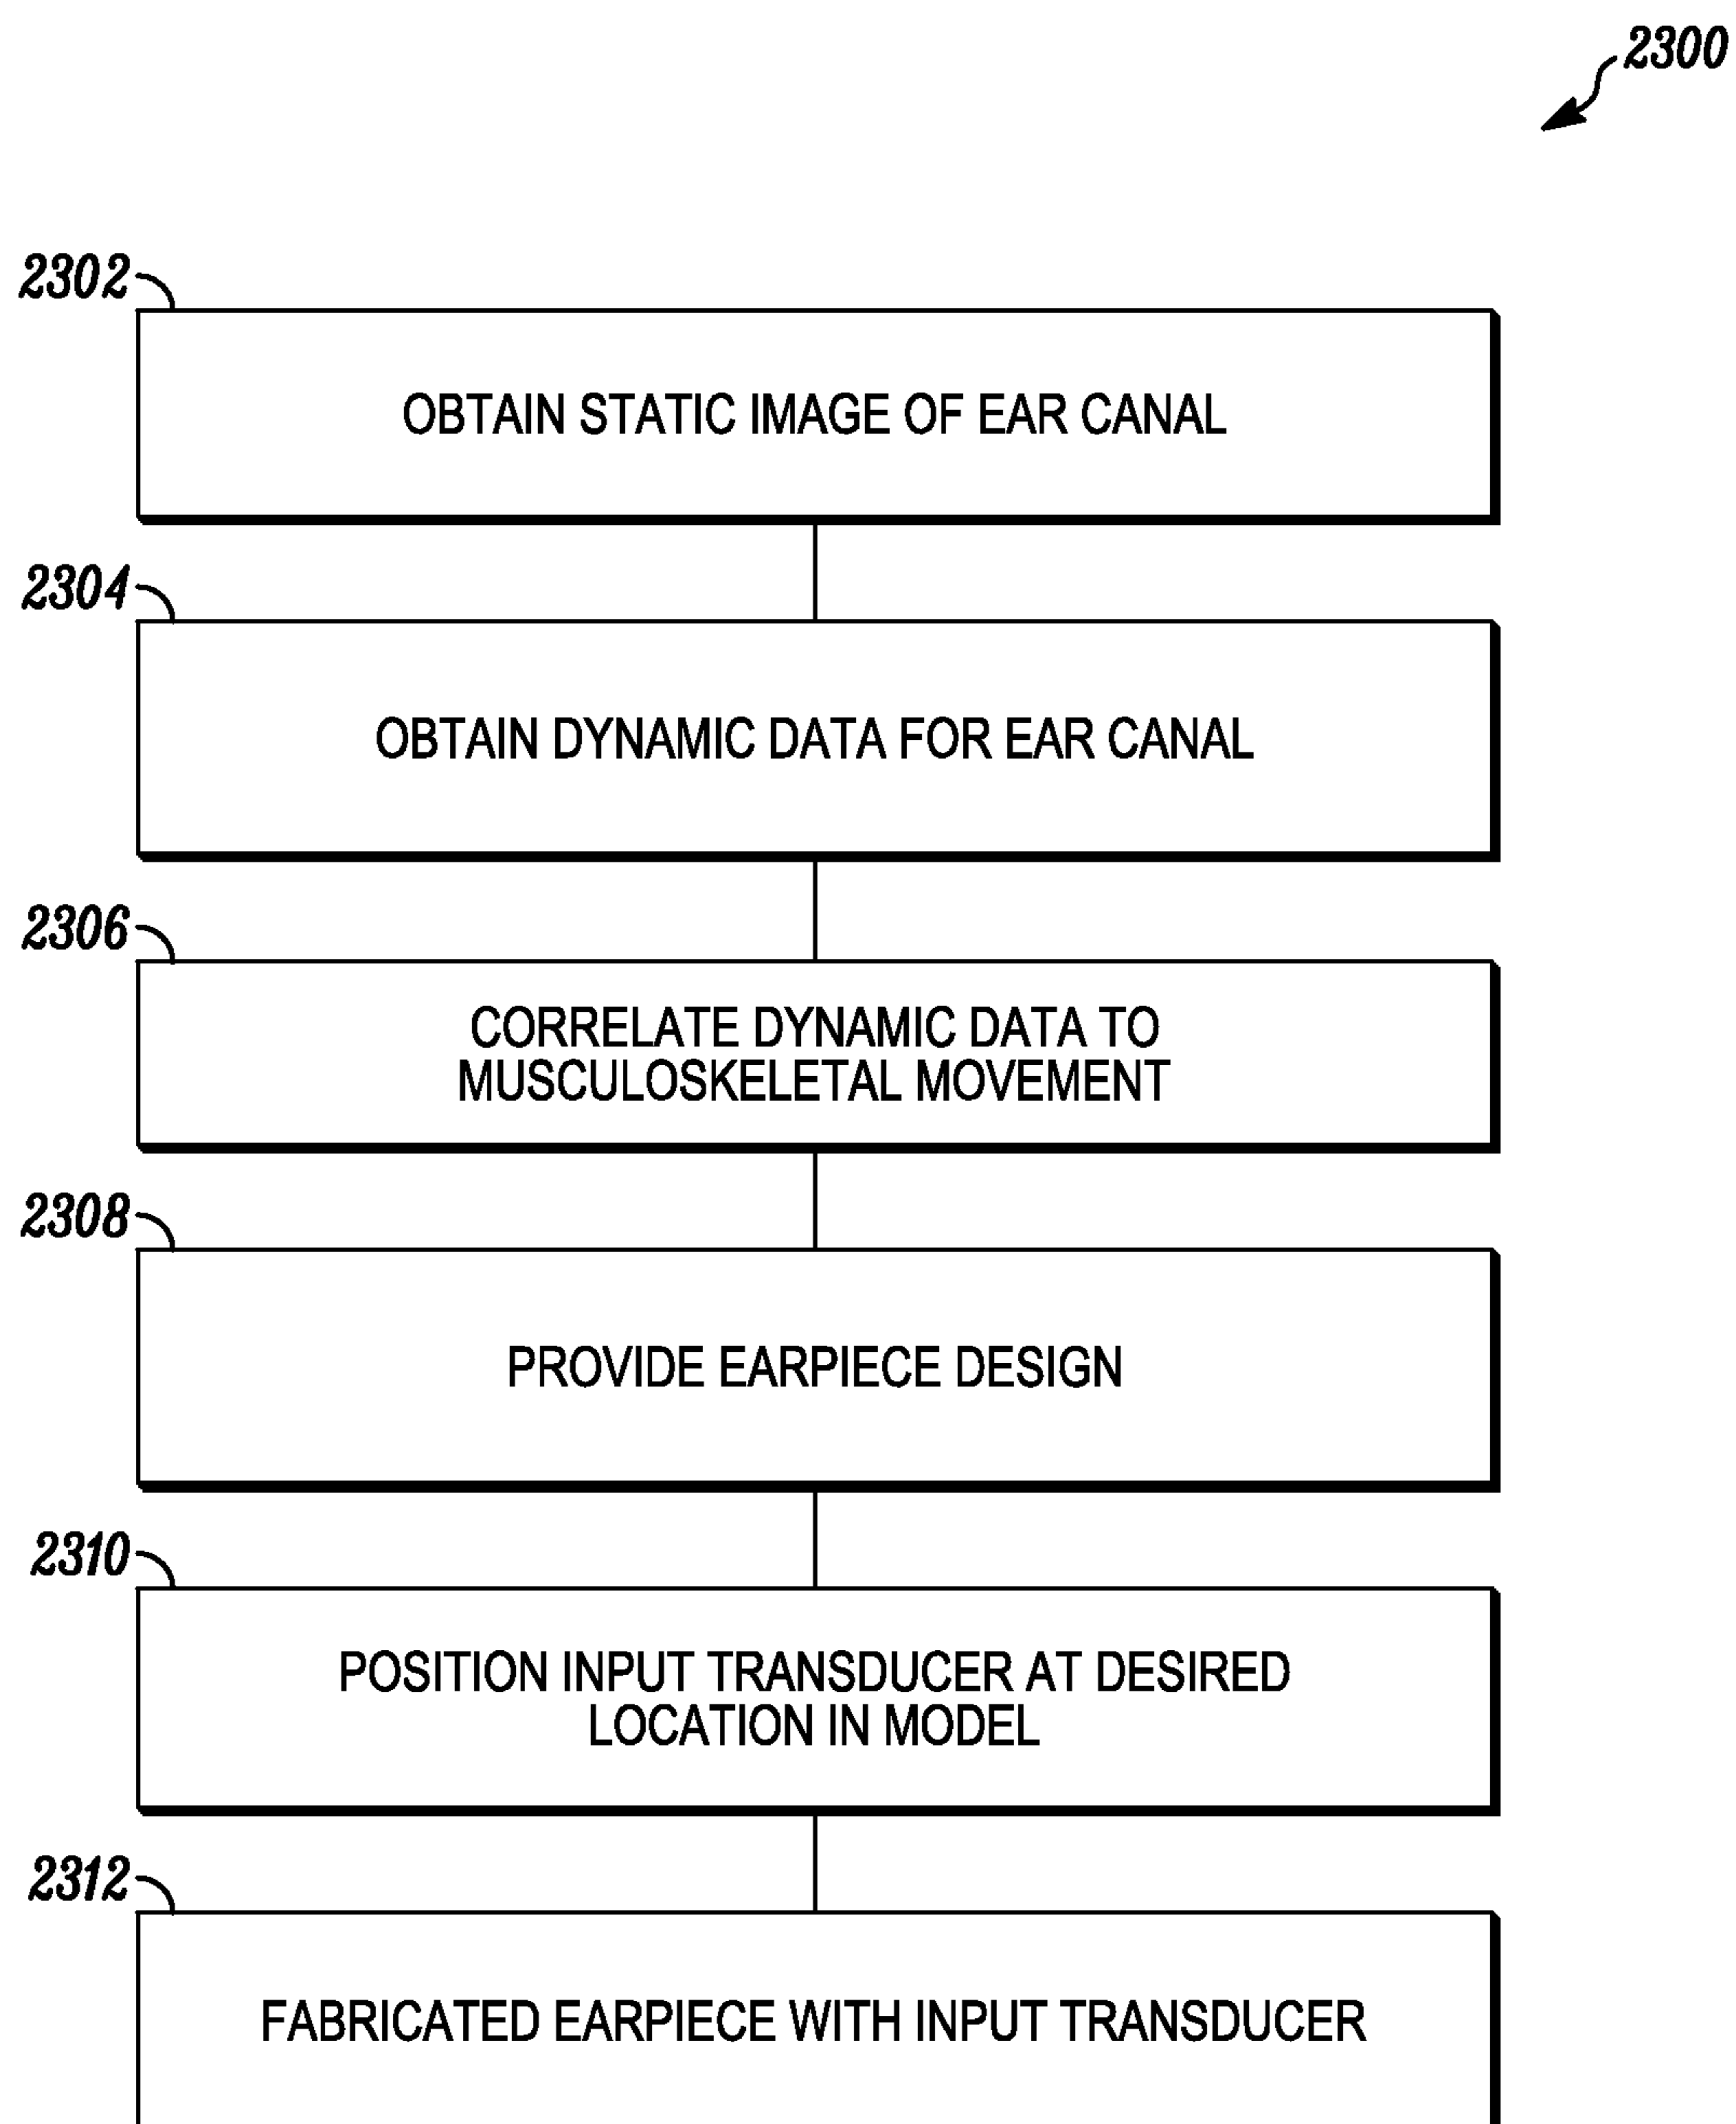 2300
2302
OBTAIN STATIC IMAGE OF EAR CANAL
2304
OBTAIN DYNAMIC DATA FOR EAR CANAL
2306
CORRELATE DYNAMIC DATA TO
MUSCULOSKELETAL MOVEMENT
2308
PROVIDE EARPIECE DESIGN
2310
POSITION INPUT TRANSDUCER AT DESIRED
LOCATION IN MODEL
2312
FABRICATED EARPIECE WITH INPUT TRANSDUCER